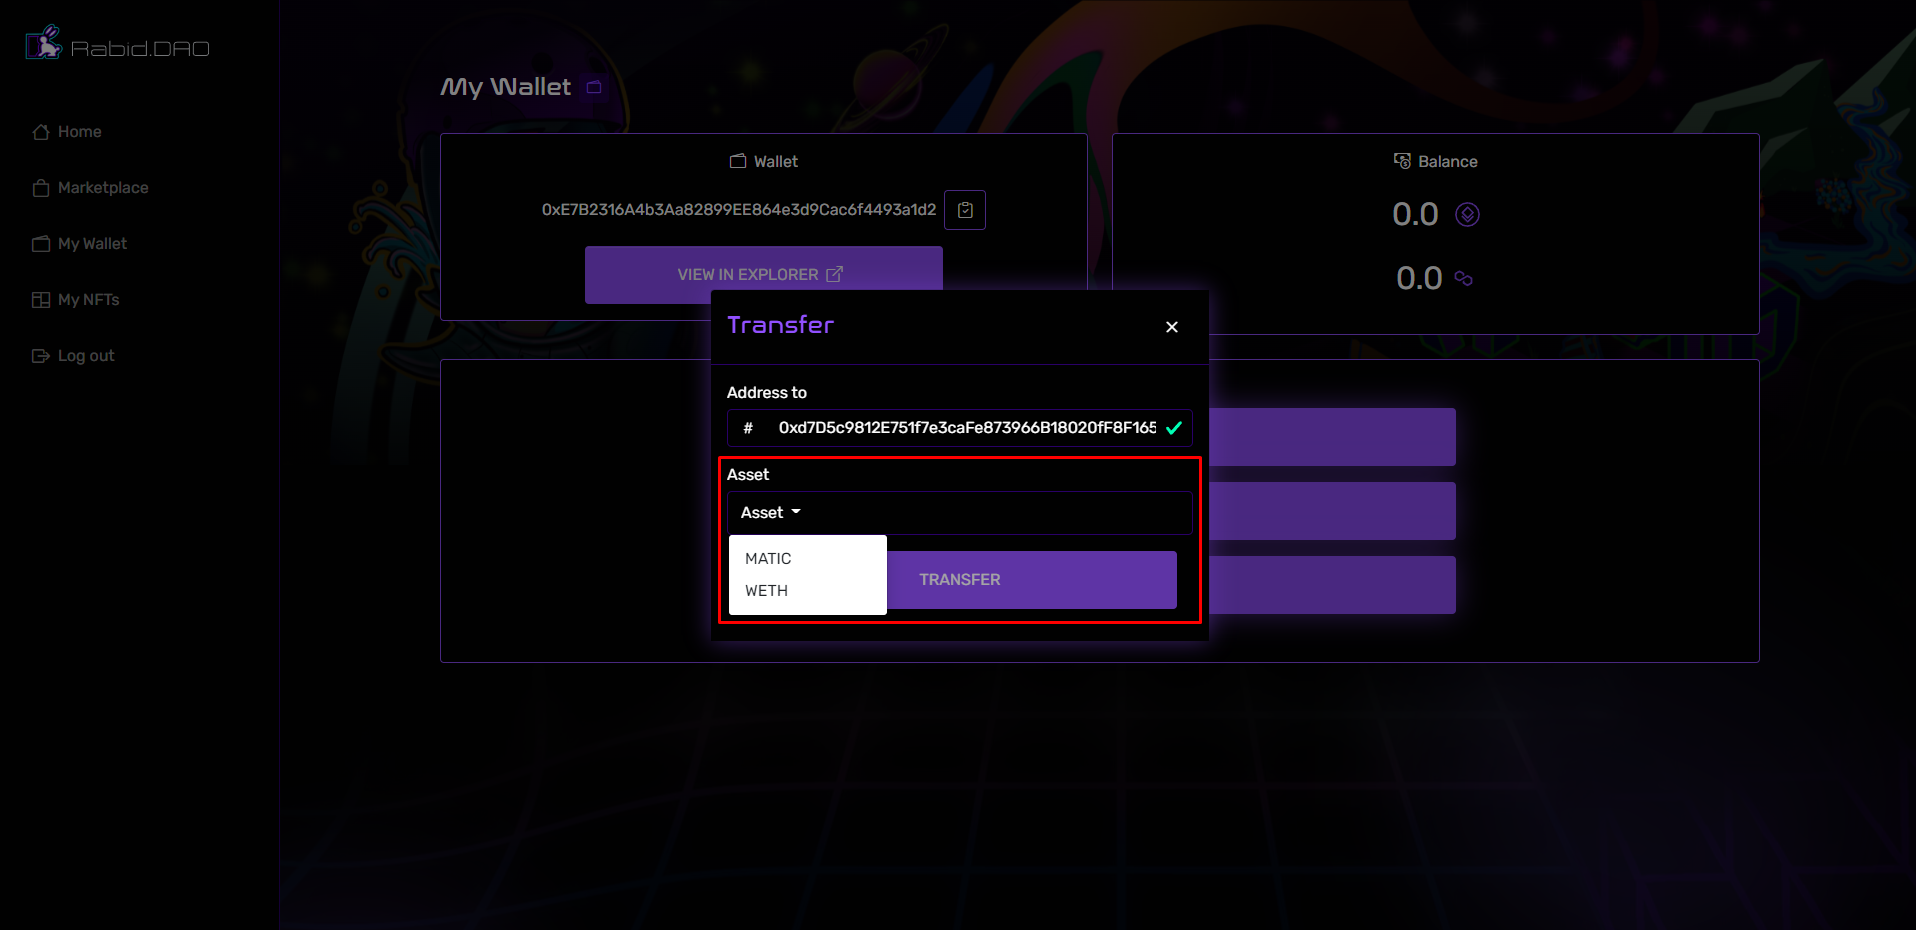 Rabid.DAO
Home
Marketplace
My Wallet
My NFTs
Log out
My Wallet
Wallet
0xE7B2316A4b3Aa82899EE864e3d9Cac6f4493a1d2
VIEW IN EXPLORER
Balance
0.0
0.0
Transfer
Address to
# 0xd7D5c9812E751f7e3caFe873966B18020fF8F165
Asset
Asset
MATIC
WETH
TRANSFER